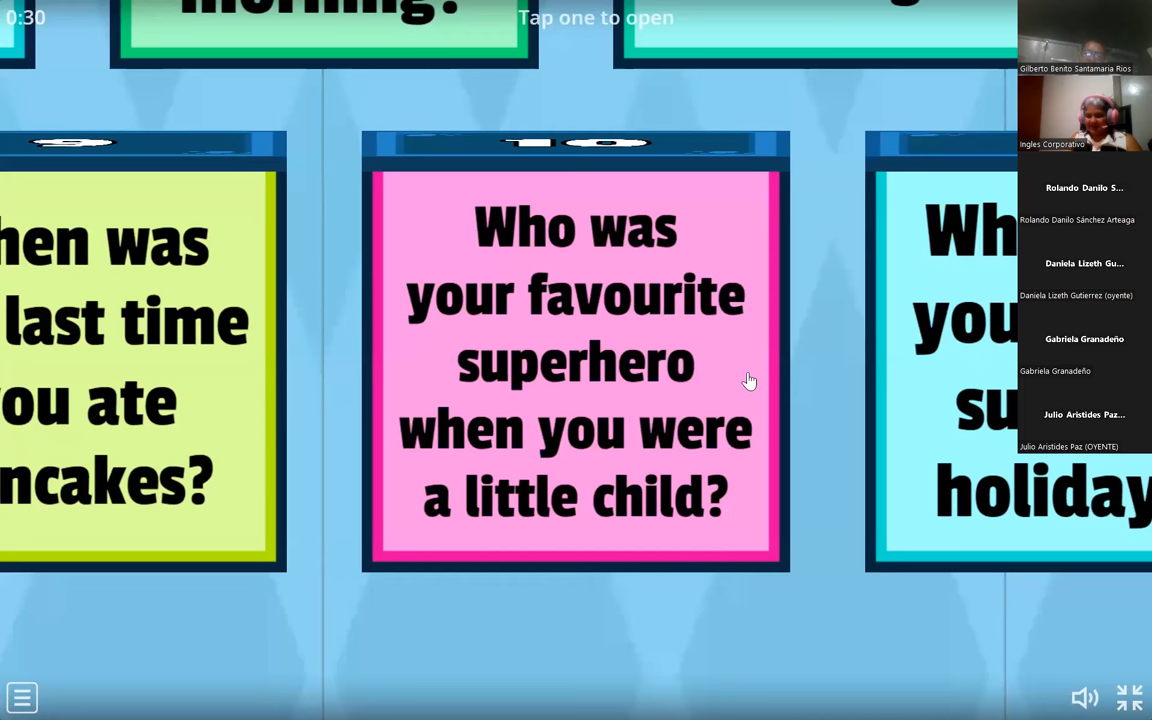 0:30
Tap one to open
morning?
9
10
hen was
last time
ou ate
ncakes?
Who was
your favourite
superhero
when you were
a little child?
Wh
you
su
holiday
Gilberto Benito Santamaria Rios
Ingles Corporativo
Rolando Danilo S...
Rolando Danilo Sánchez Arteaga
Daniela Lizeth Gu...
Daniela Lizeth Gutierrez (oyente)
Gabriela Granadeño
Gabriela Granadeño
Julio Aristides Paz...
Julio Aristides Paz (OYENTE)